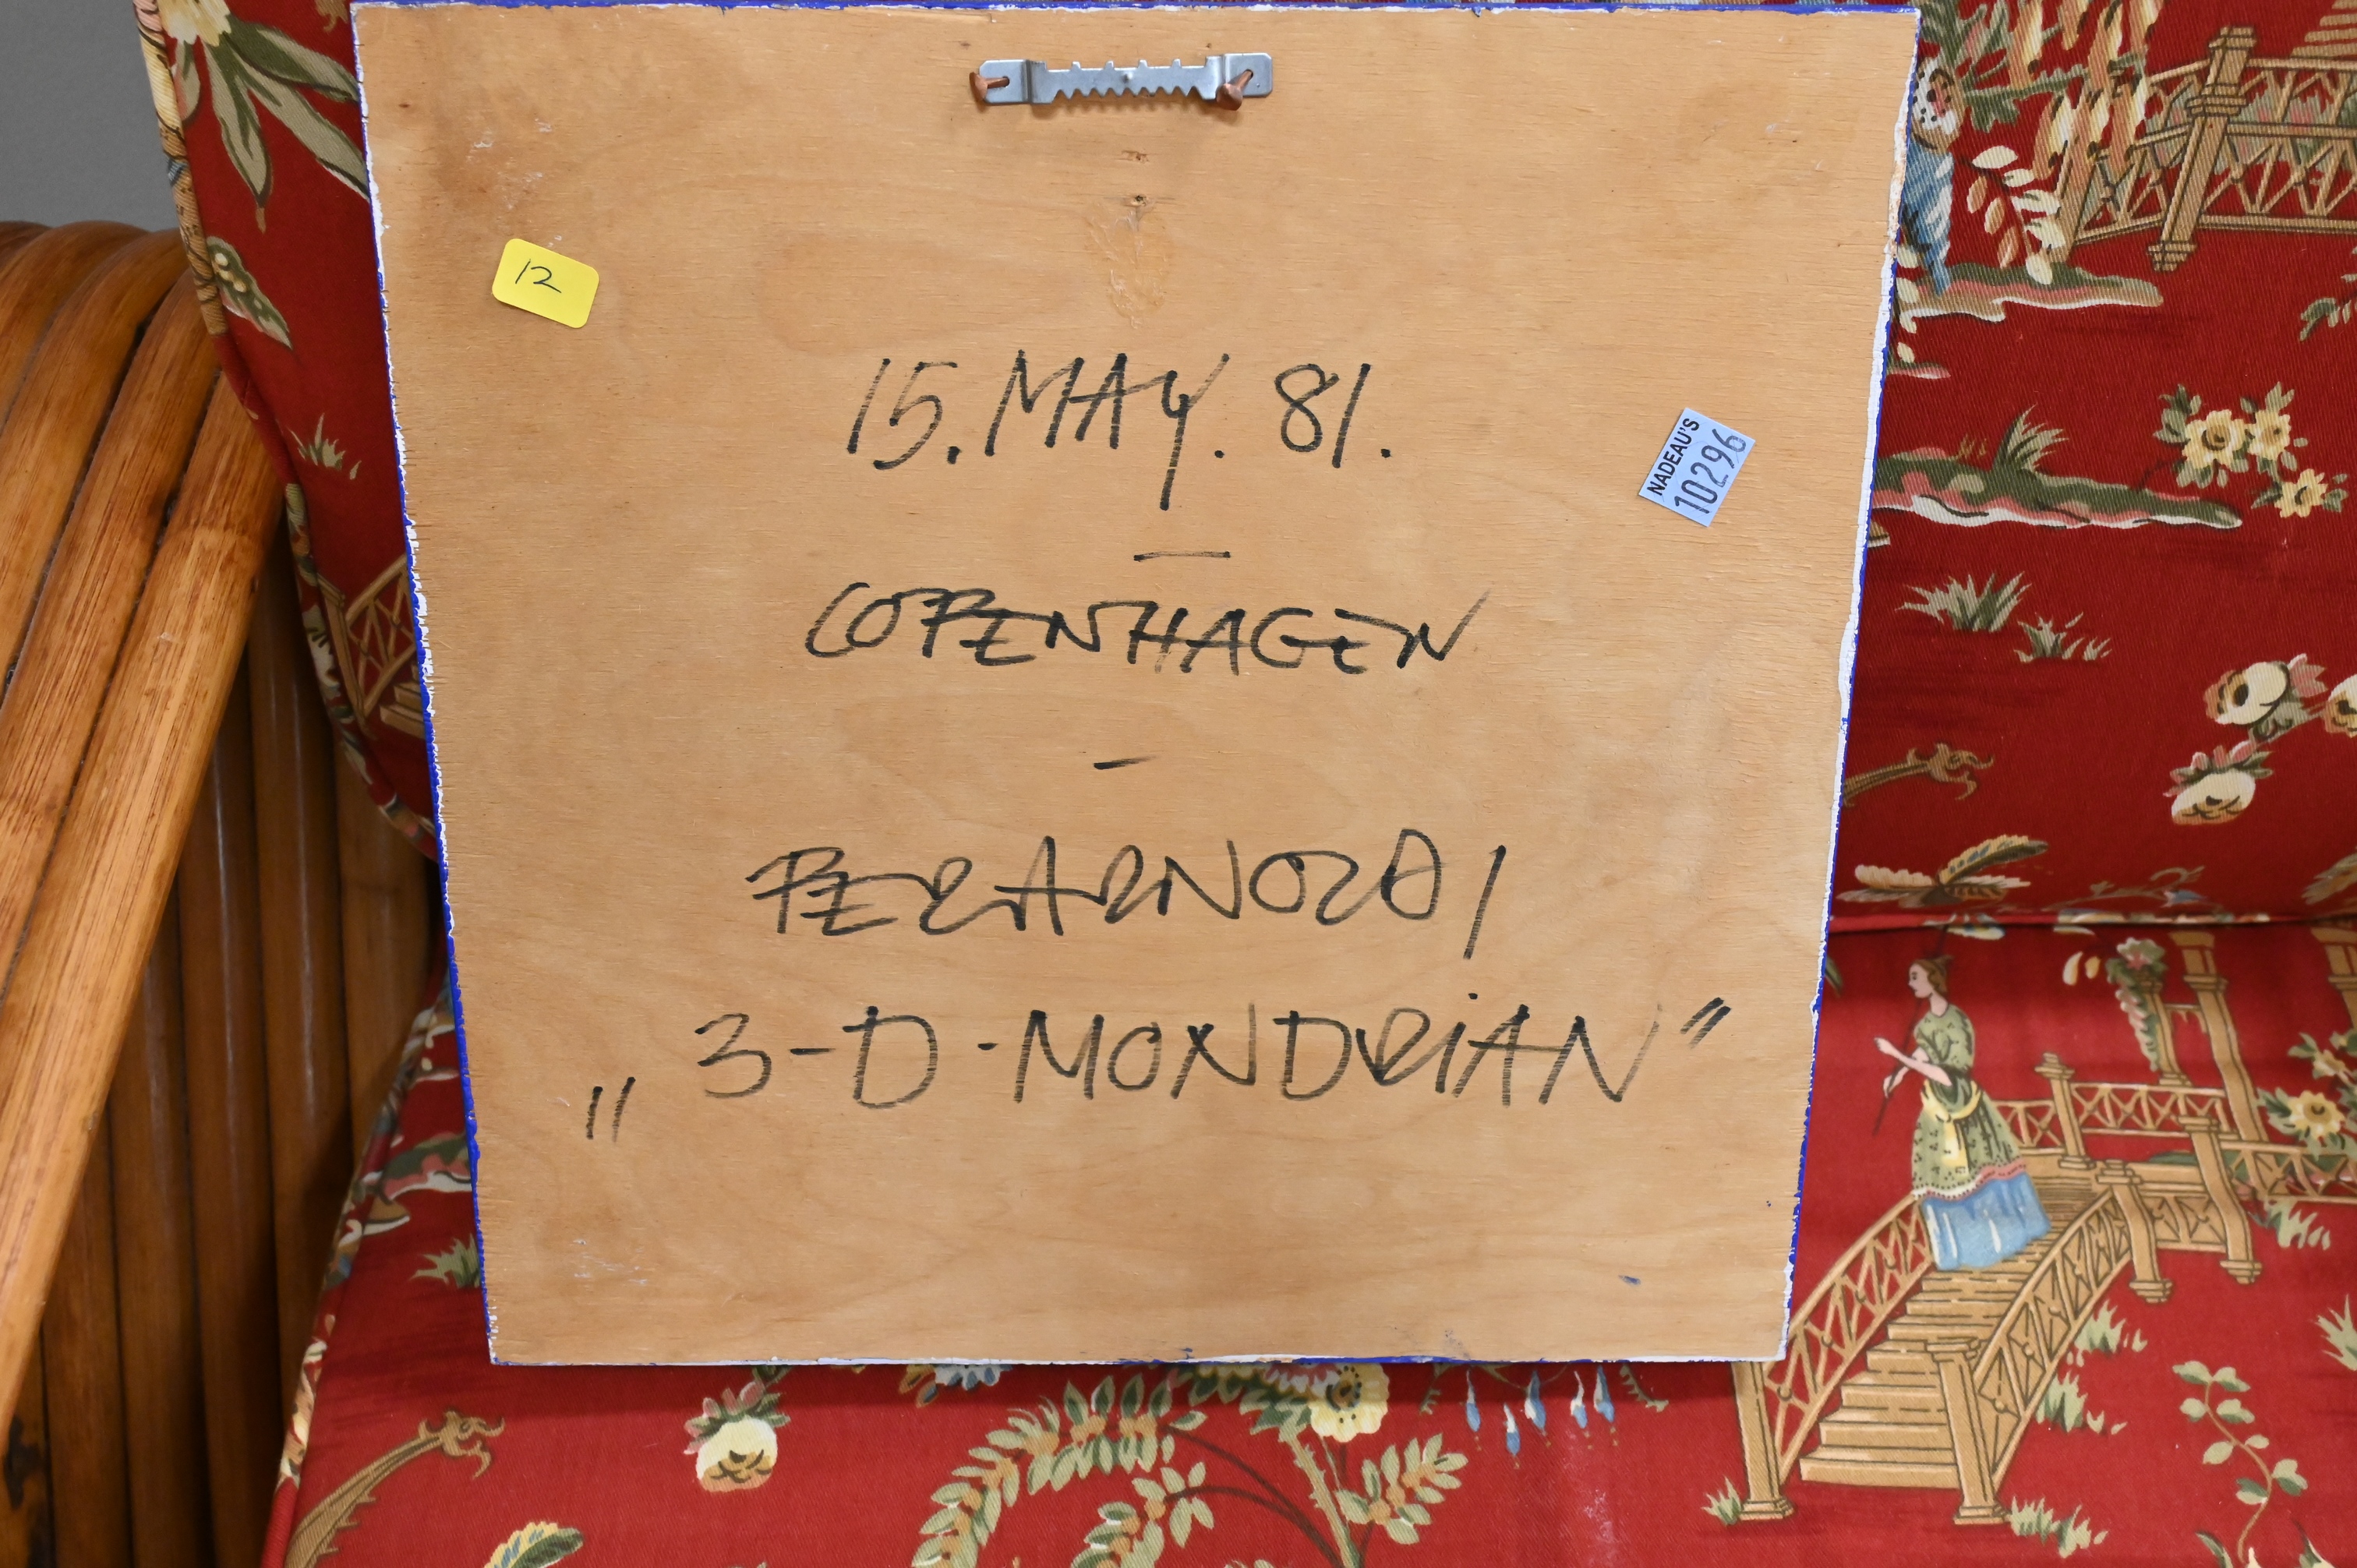 12
15. MAY. 81.
NADEAU'S
10296
—
COPENHAGEN
-
PER ARNOLDI
„3-D-MONDRIAN”